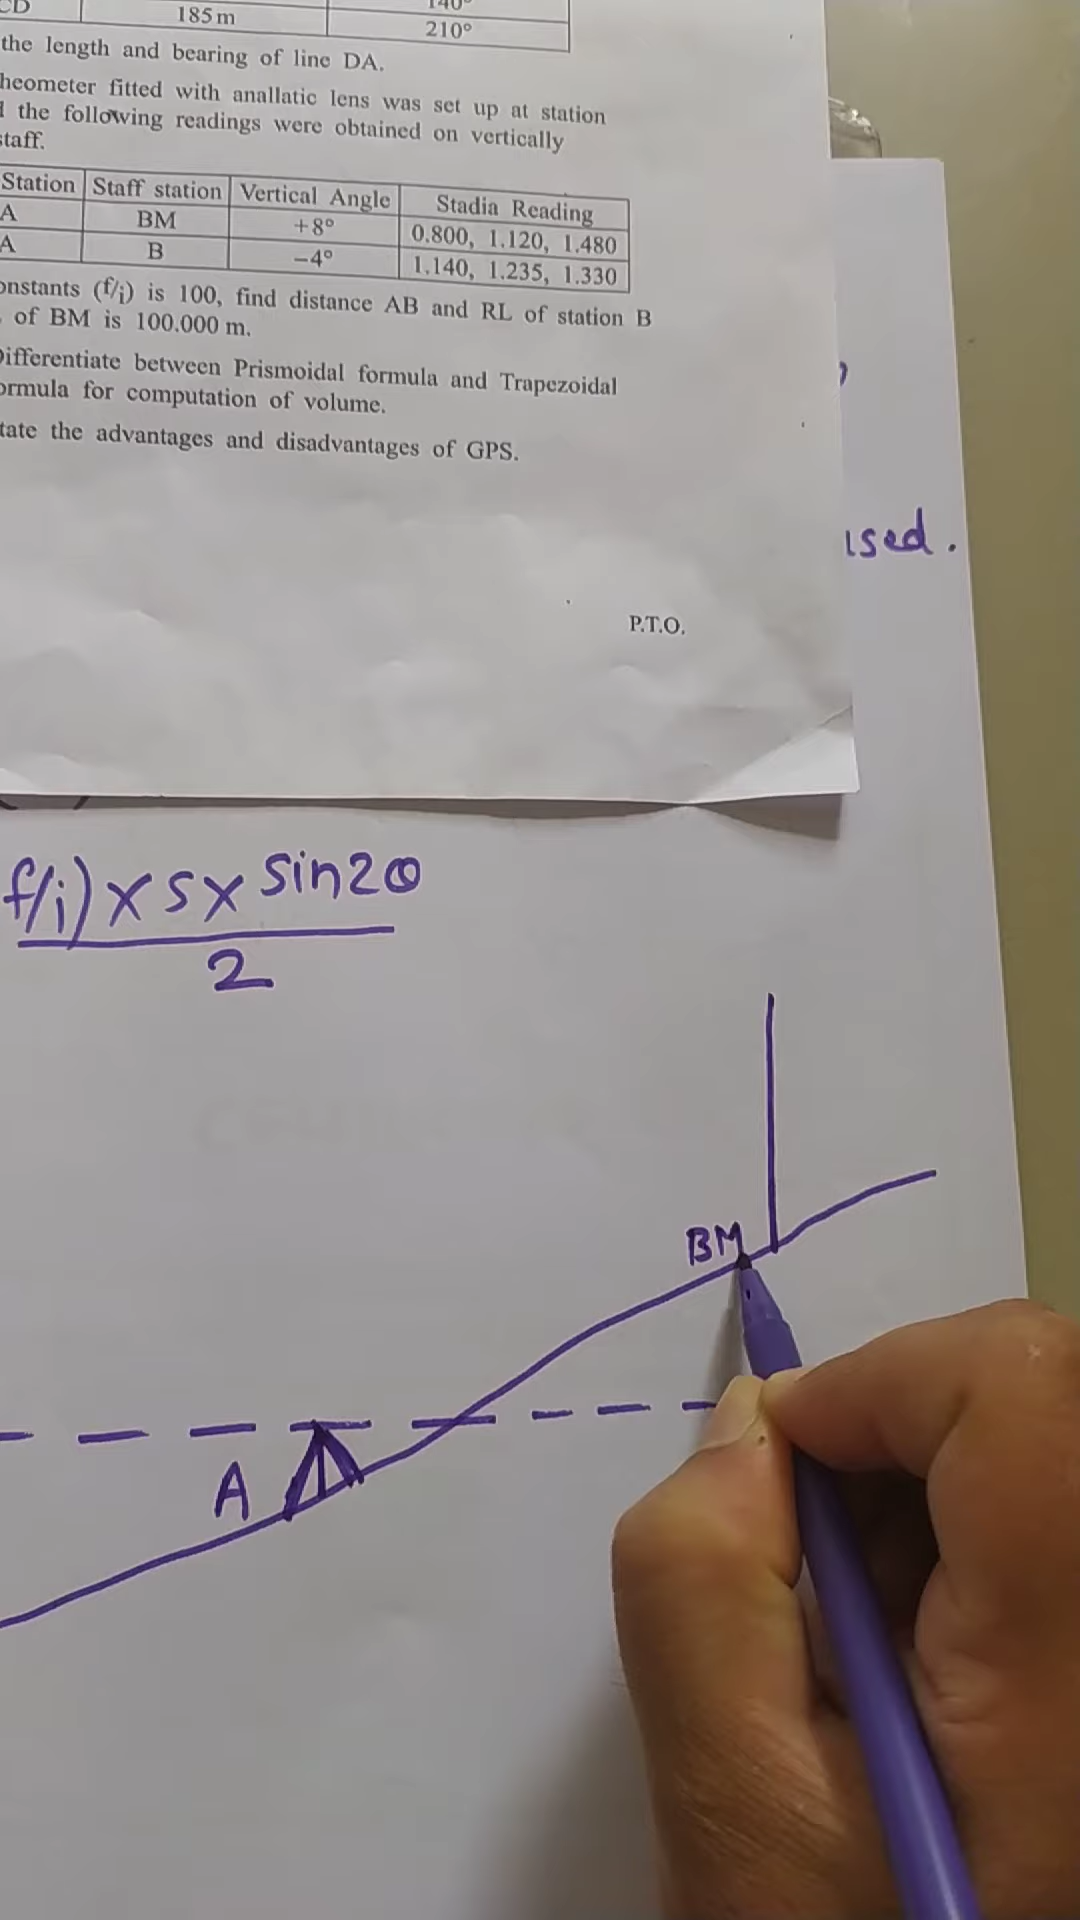 CD 185 m 140°
210°
the length and bearing of line DA.
heometer fitted with anallatic lens was set up at station
the following readings were obtained on vertically
staff.
Station Staff station Vertical Angle Stadia Reading
A BM +8° 0.800, 1.120, 1.480
A B −4° 1.140, 1.235, 1.330
onstants (f/i) is 100, find distance AB and RL of station B
of BM is 100.000 m.
Differentiate between Prismoidal formula and Trapezoidal
ormula for computation of volume.
tate the advantages and disadvantages of GPS.
ised.
P.T.O.
f/i) × S × sin2θ
2
BM
A